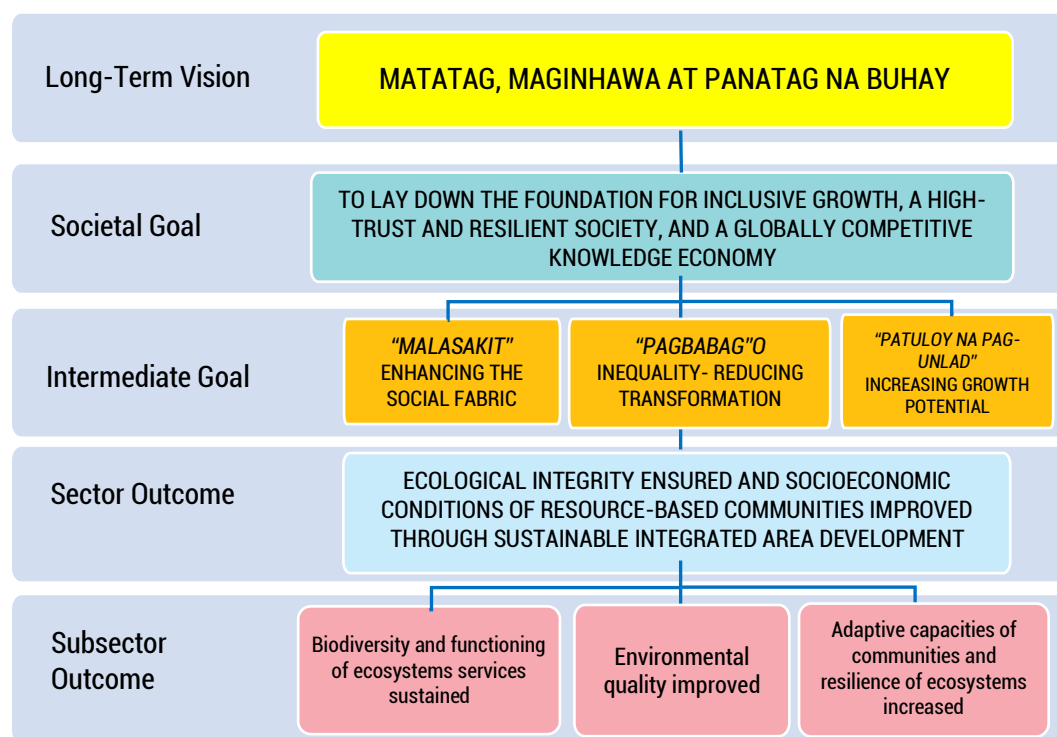 Long-Term Vision
MATATAG, MAGINHAWA AT PANATAG NA BUHAY
Societal Goal
TO LAY DOWN THE FOUNDATION FOR INCLUSIVE GROWTH, A HIGH-
TRUST AND RESILIENT SOCIETY, AND A GLOBALLY COMPETITIVE
KNOWLEDGE ECONOMY
Intermediate Goal
“MALASAKIT”
ENHANCING THE
SOCIAL FABRIC
“PAGBABAG”O
INEQUALITY- REDUCING
TRANSFORMATION
“PATULOY NA PAG-
UNLAD”
INCREASING GROWTH
POTENTIAL
Sector Outcome
ECOLOGICAL INTEGRITY ENSURED AND SOCIOECONOMIC
CONDITIONS OF RESOURCE-BASED COMMUNITIES IMPROVED
THROUGH SUSTAINABLE INTEGRATED AREA DEVELOPMENT
Subsector
Outcome
Biodiversity and functioning
of ecosystems services
sustained
Environmental
quality improved
Adaptive capacities of
communities and
resilience of ecosystems
increased